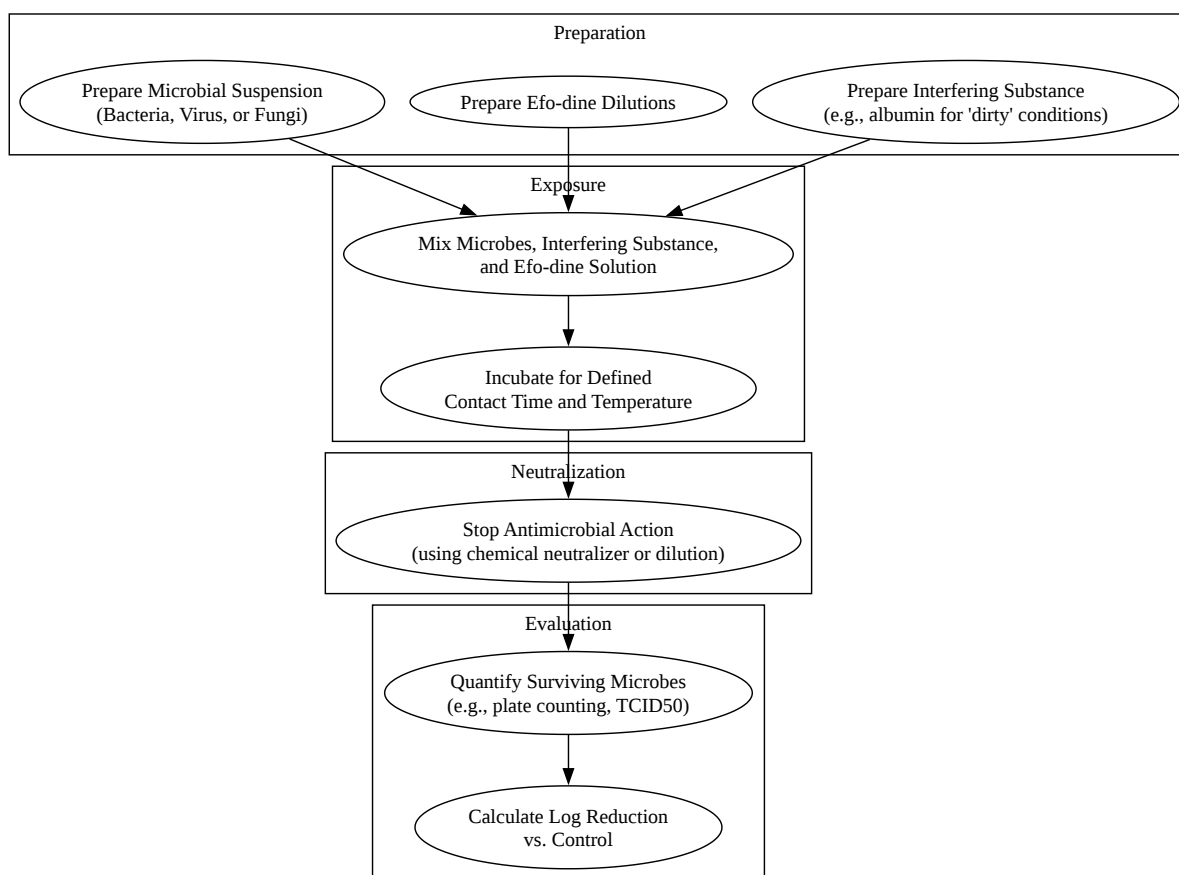 Preparation
Prepare Microbial Suspension
(Bacteria, Virus, or Fungi)
Prepare Efo-dine Dilutions
Prepare Interfering Substance
(e.g., albumin for 'dirty' conditions)
Exposure
Mix Microbes, Interfering Substance,
and Efo-dine Solution
Incubate for Defined
Contact Time and Temperature
Neutralization
Stop Antimicrobial Action
(using chemical neutralizer or dilution)
Evaluation
Quantify Surviving Microbes
(e.g., plate counting, TCID50)
Calculate Log Reduction
vs. Control